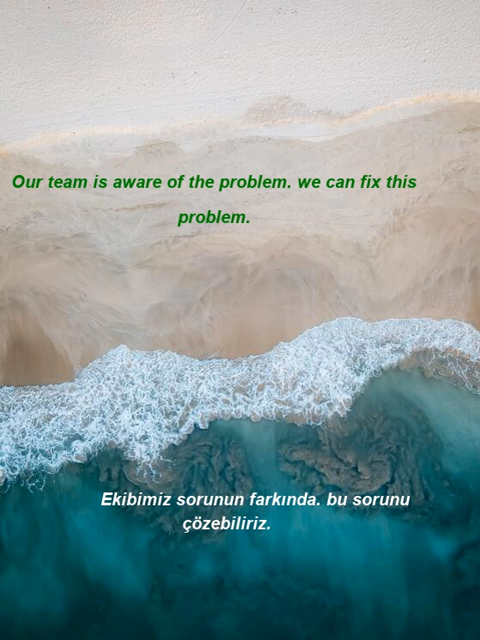 Our team is aware of the problem. we can fix this
problem.
Ekibimiz sorunun farkında. bu sorunu
çözebiliriz.